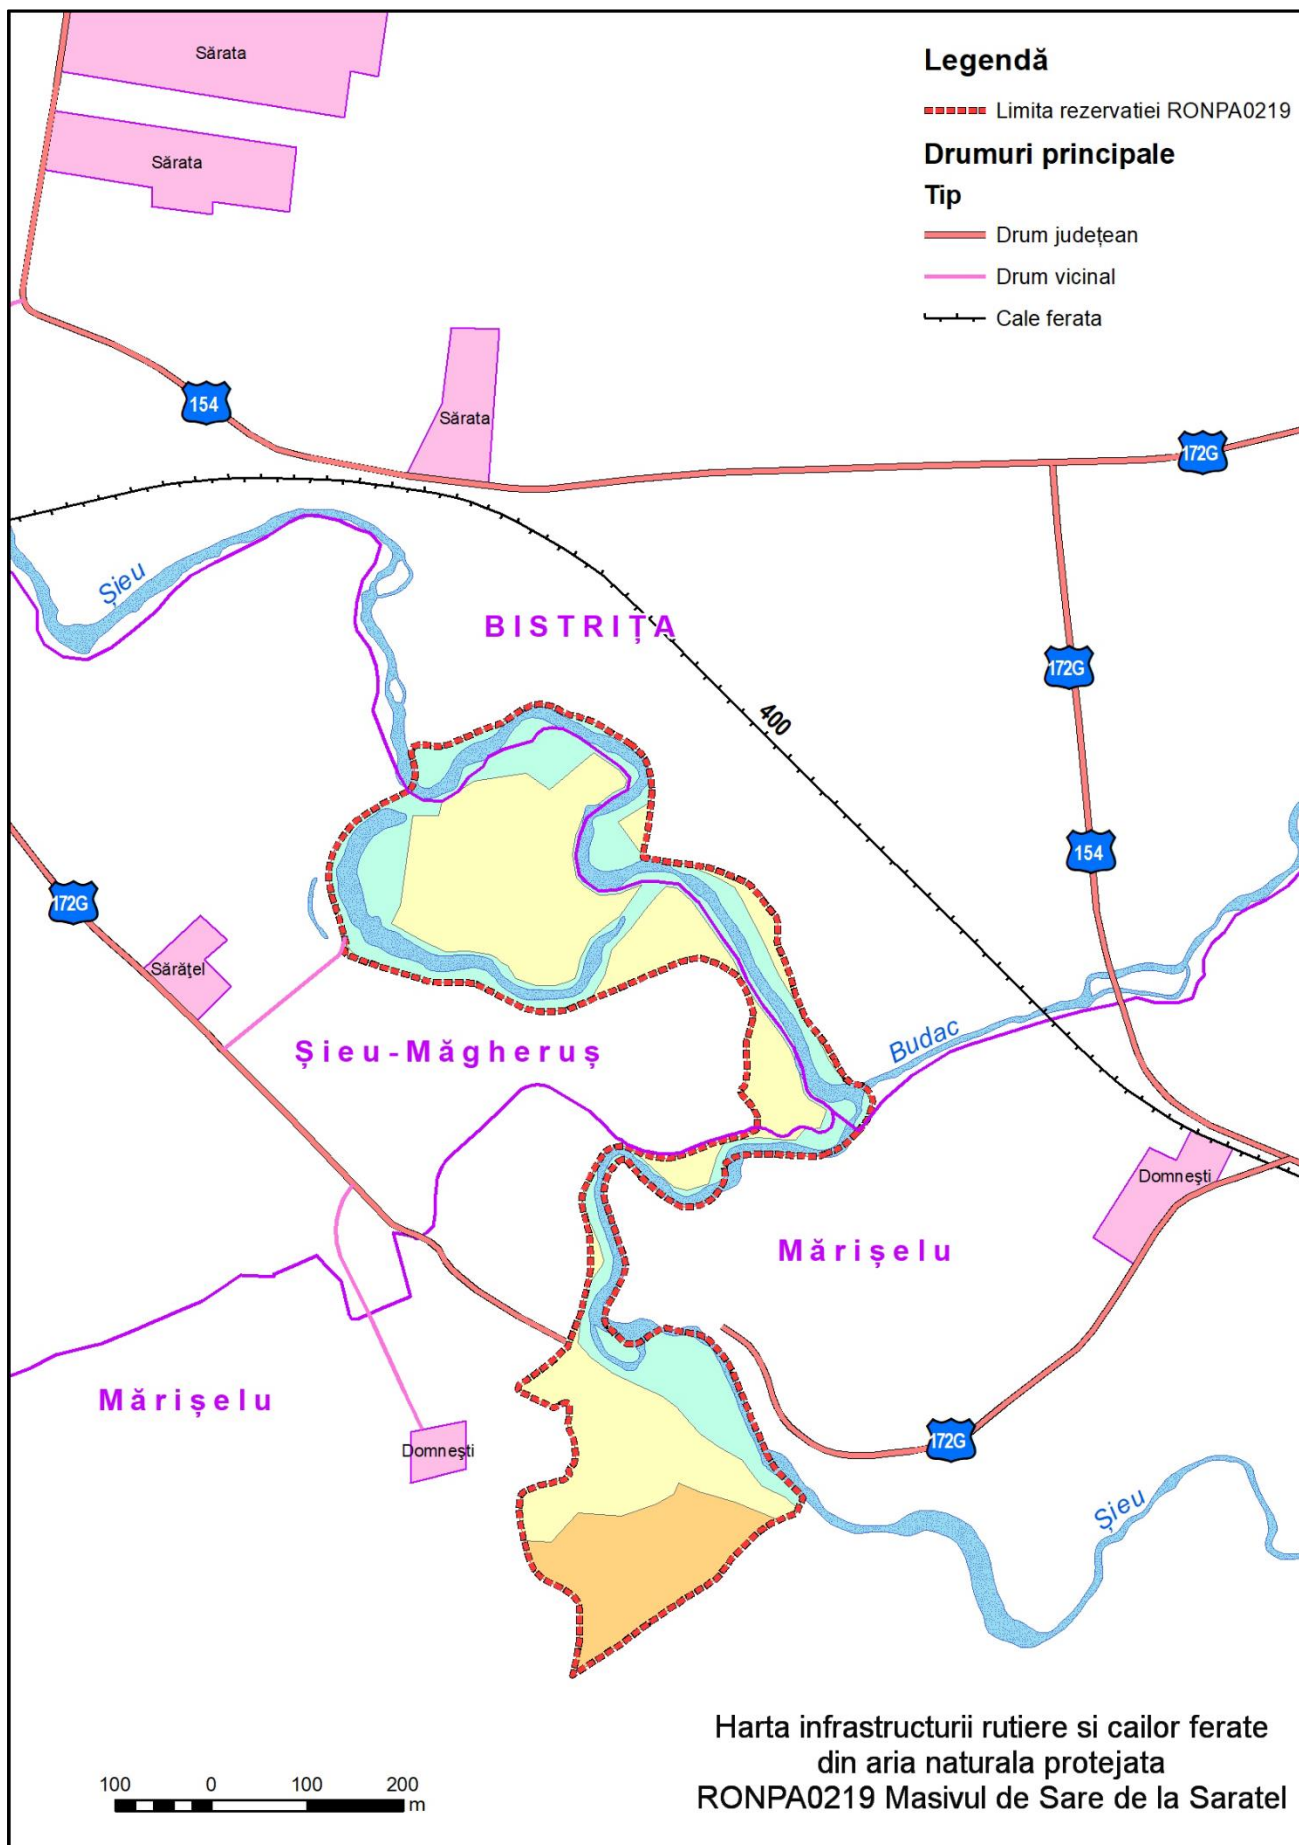 Sărata
Legendă
Limita rezervatiei RONPA0219
Sărata
Drumuri principale
Tip
Drum județean
Drum vicinal
Cale ferata
154
Sărata
172G
Șieu
BISTRIȚA
172G
400
154
172G
Sărățel
Budac
Șieu-Măgheruș
Domnești
Mărișelu
Mărișelu
Domnești
172G
Șieu
Harta infrastructurii rutiere si cailor ferate
din aria naturala protejata
RONPA0219 Masivul de Sare de la Saratel
100 0 100 200
m